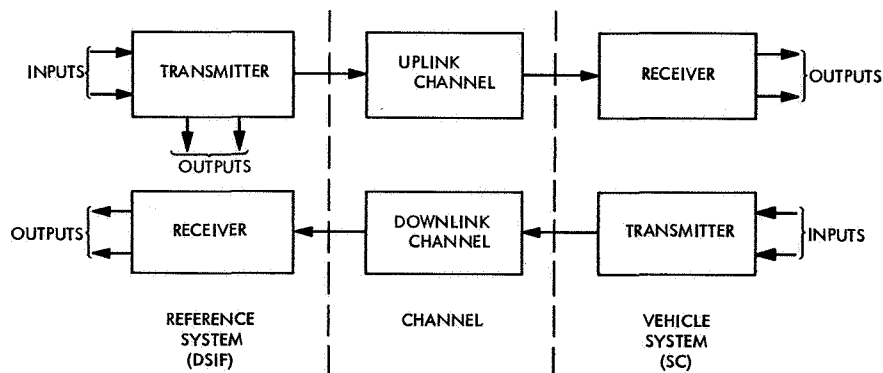 INPUTS
TRANSMITTER
UPLINK
CHANNEL
RECEIVER
OUTPUTS
OUTPUTS
OUTPUTS
RECEIVER
DOWNLINK
CHANNEL
TRANSMITTER
INPUTS
REFERENCE
SYSTEM
(DSIF)
CHANNEL
VEHICLE
SYSTEM
(SC)